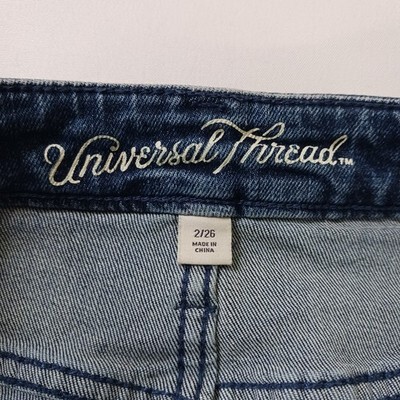 Universal Thread™
2/26
MADE IN
CHINA